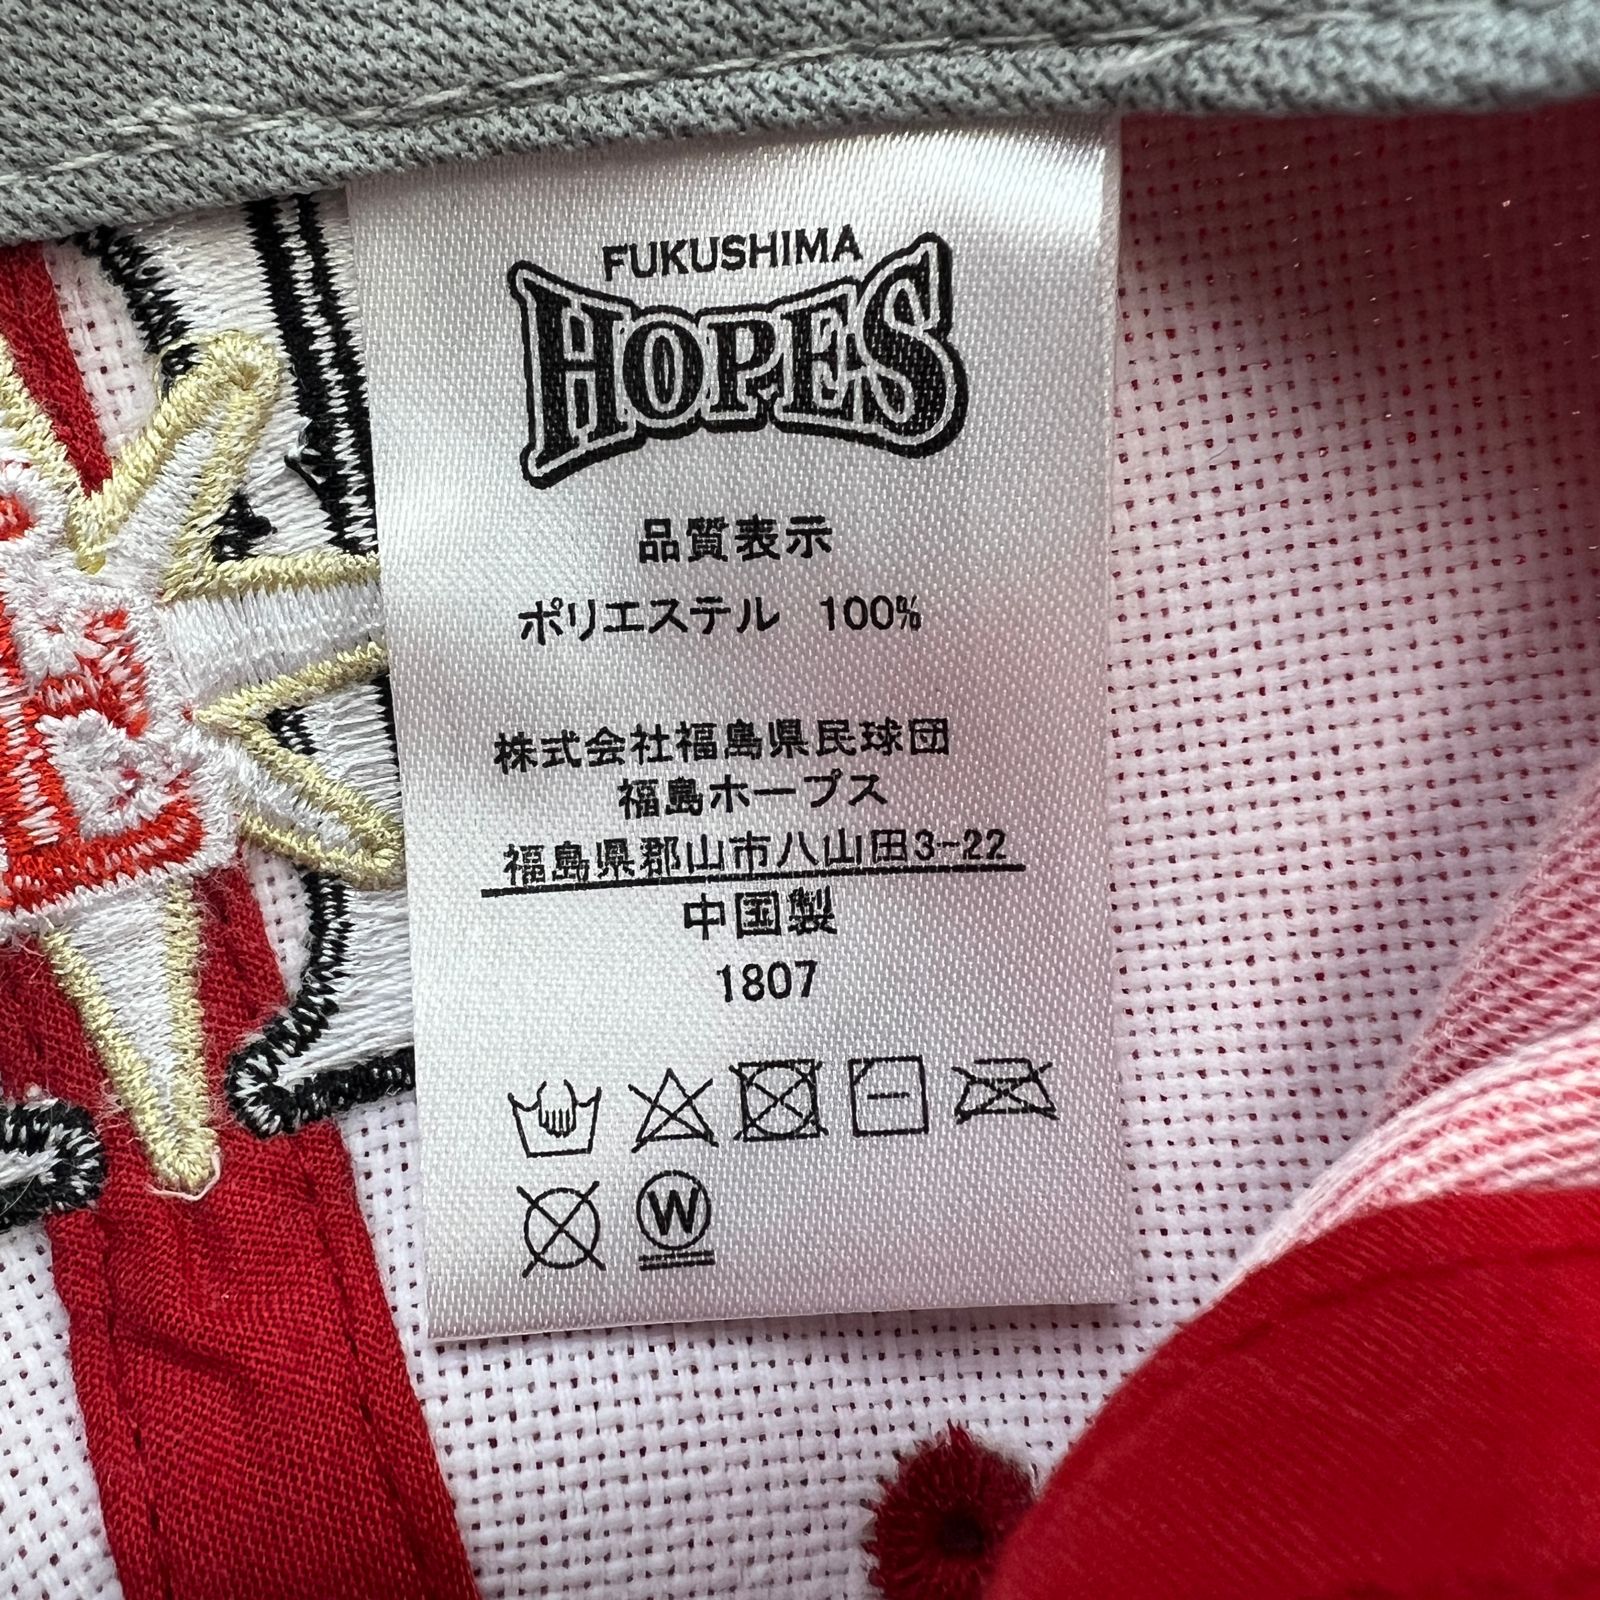 FUKUSHIMA
HOPES
品質表示
ポリエステル 100%
株式会社福島県民球団
福島ホープス
福島県郡山市八山田3-22
中国製
1807
W